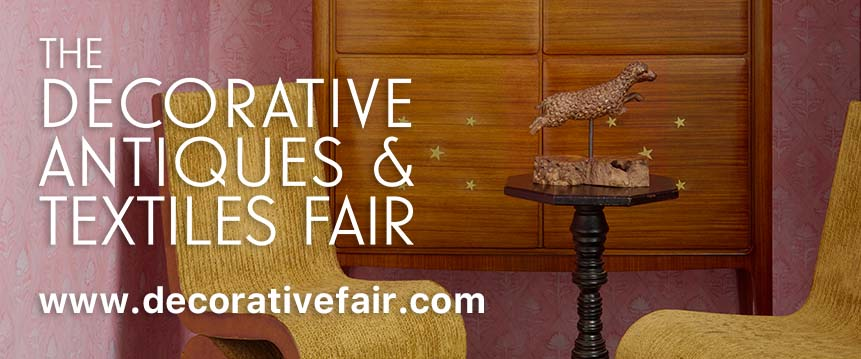 THE
DECORATIVE
ANTIQUES &
TEXTILES FAIR
www.decorativefair.com